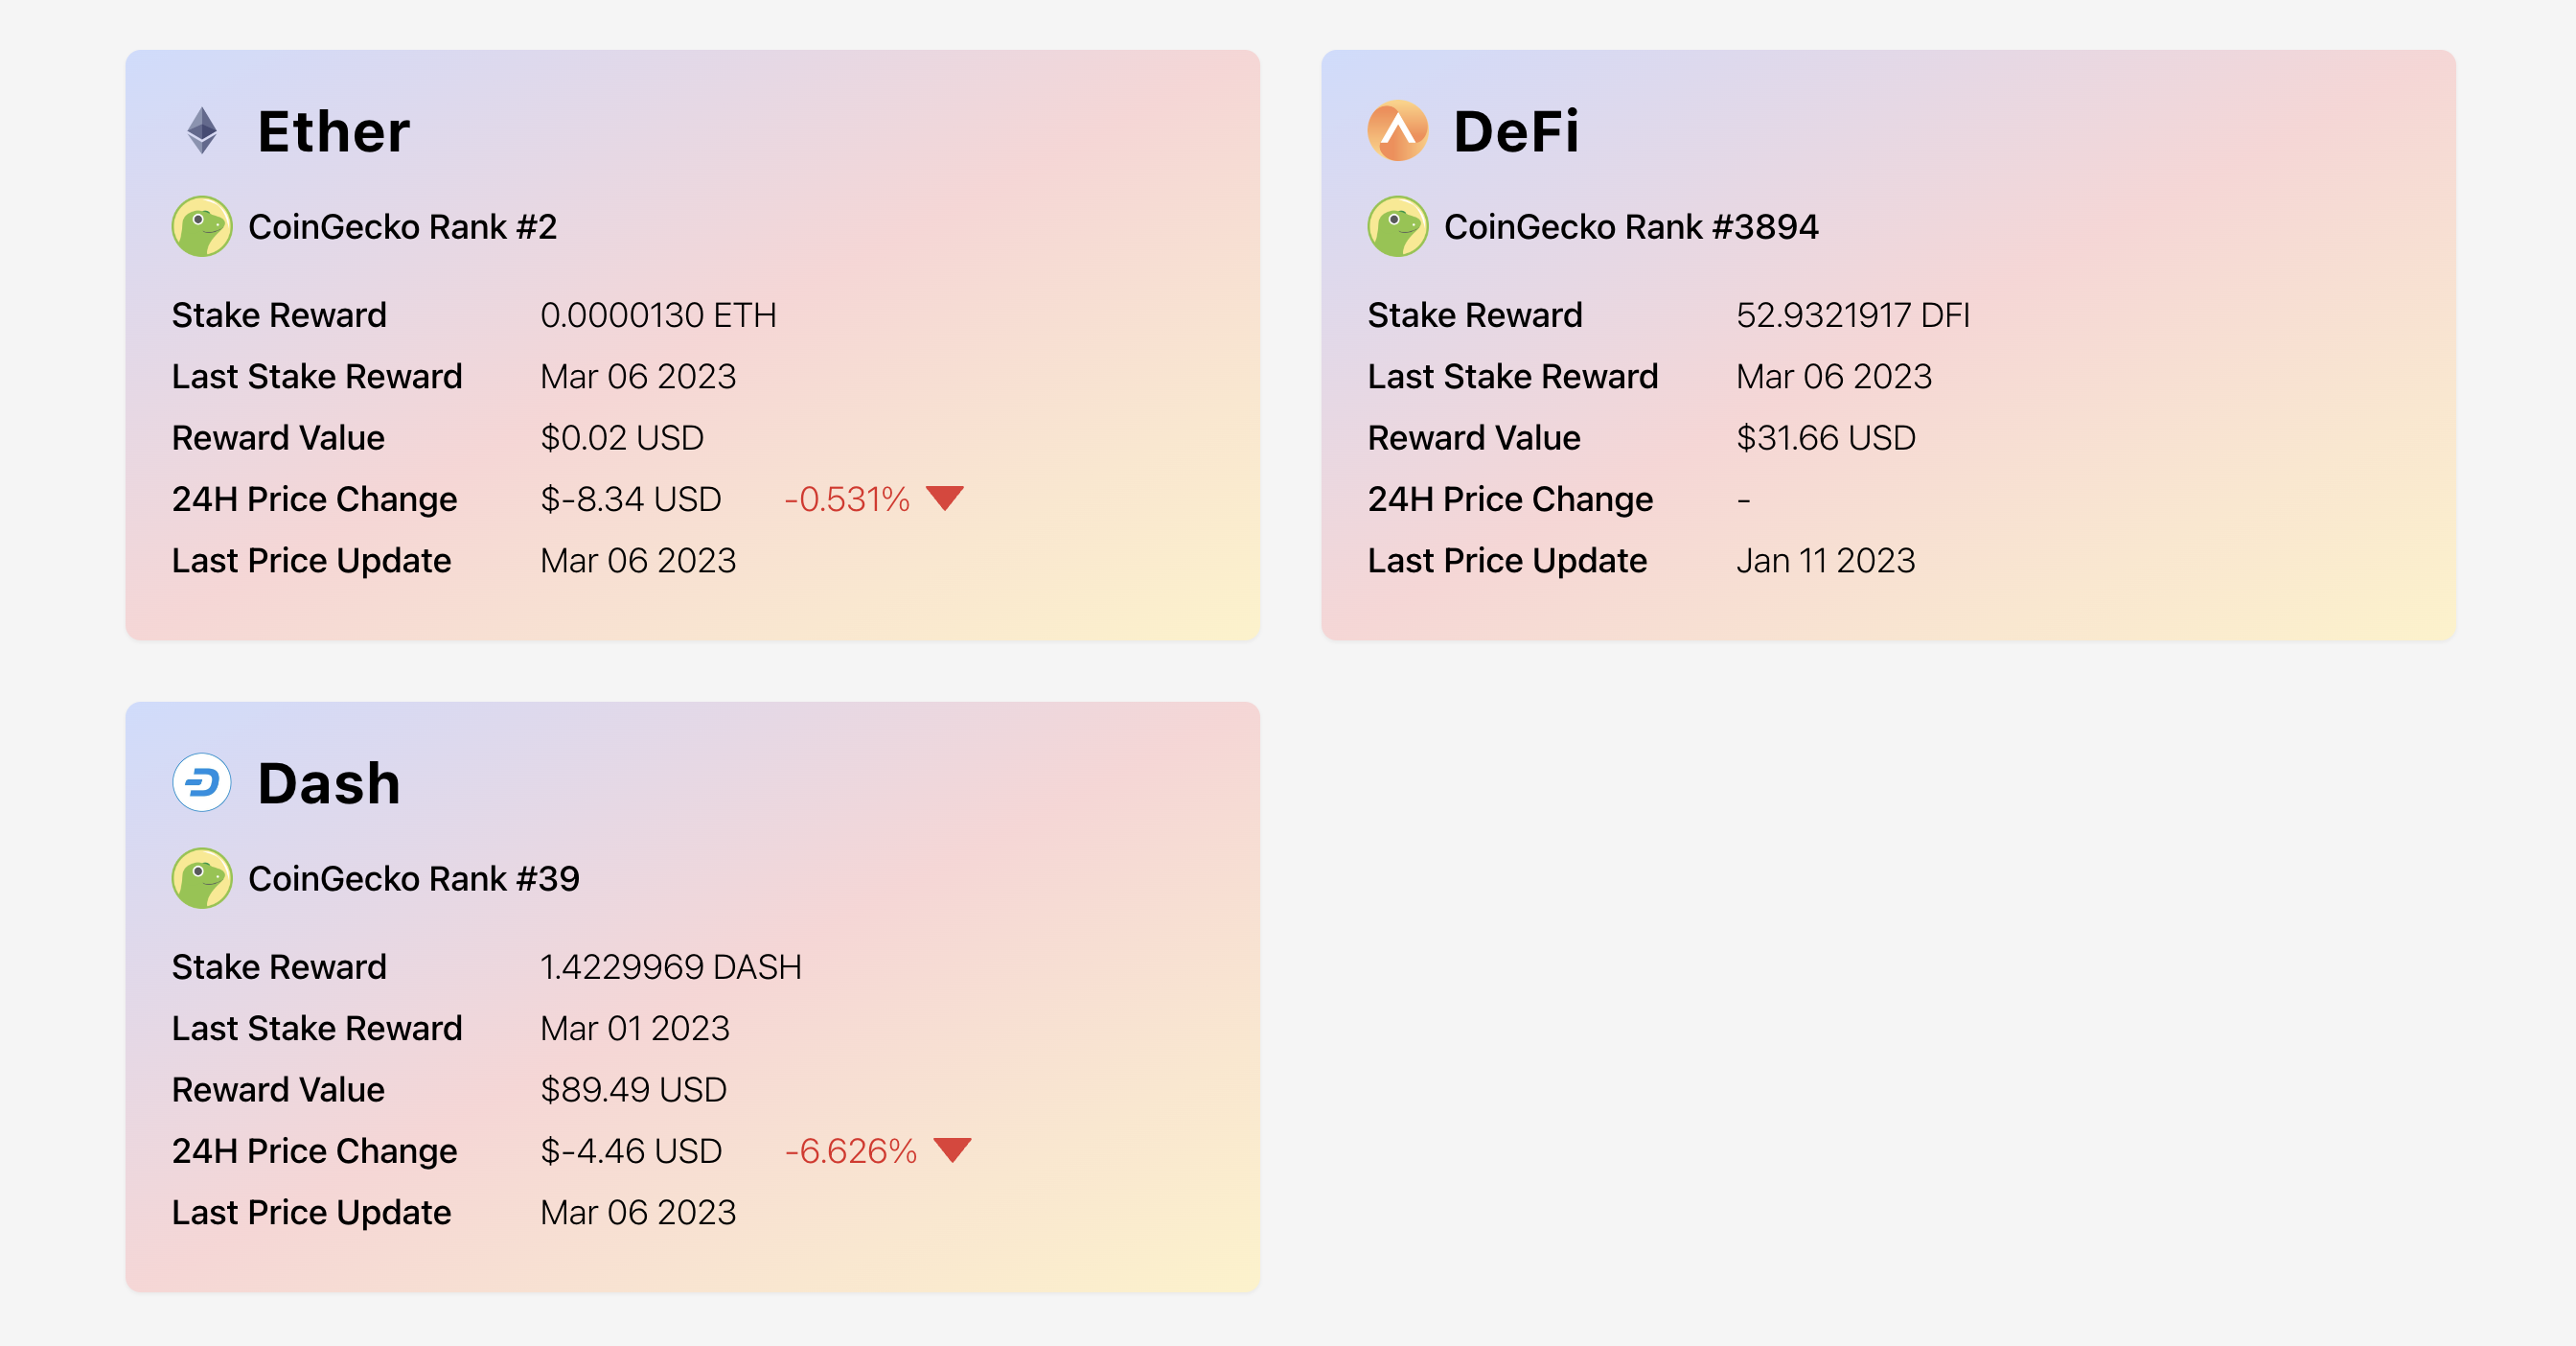 Ether
CoinGecko Rank #2
Stake Reward 0.0000130 ETH
Last Stake Reward Mar 06 2023
Reward Value $0.02 USD
24H Price Change $-8.34 USD -0.531%
Last Price Update Mar 06 2023
DeFi
CoinGecko Rank #3894
Stake Reward 52.9321917 DFI
Last Stake Reward Mar 06 2023
Reward Value $31.66 USD
24H Price Change -
Last Price Update Jan 11 2023
Dash
CoinGecko Rank #39
Stake Reward 1.4229969 DASH
Last Stake Reward Mar 01 2023
Reward Value $89.49 USD
24H Price Change $-4.46 USD -6.626%
Last Price Update Mar 06 2023